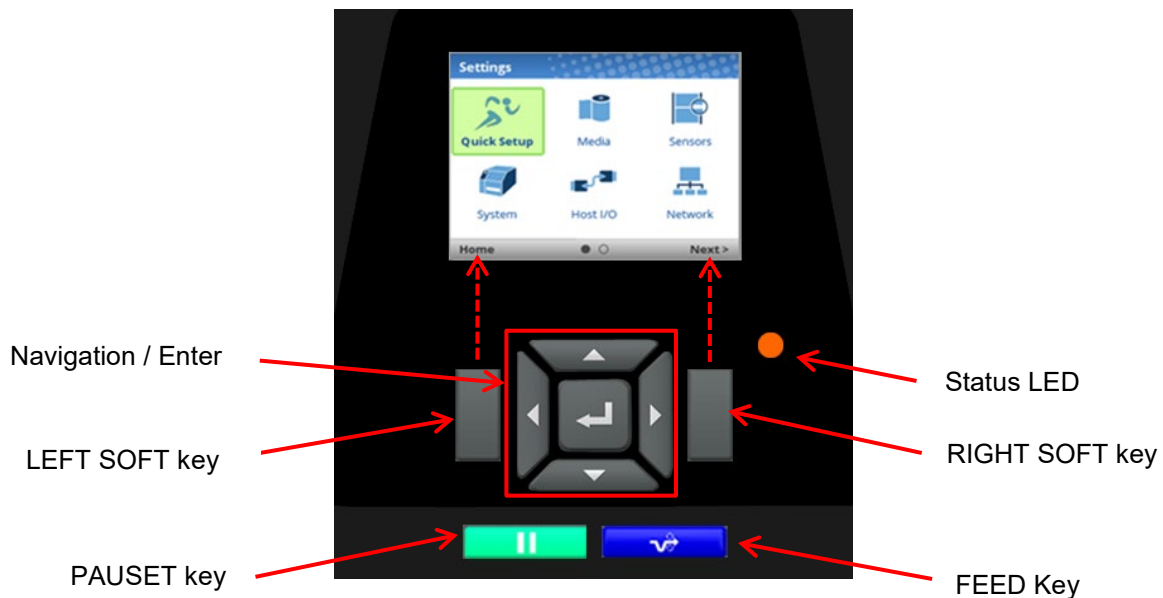 Settings
Quick Setup
Media
Sensors
System
Host I/O
Network
Home
Next >
Navigation / Enter
Status LED
LEFT SOFT key
RIGHT SOFT key
PAUSET key
FEED Key